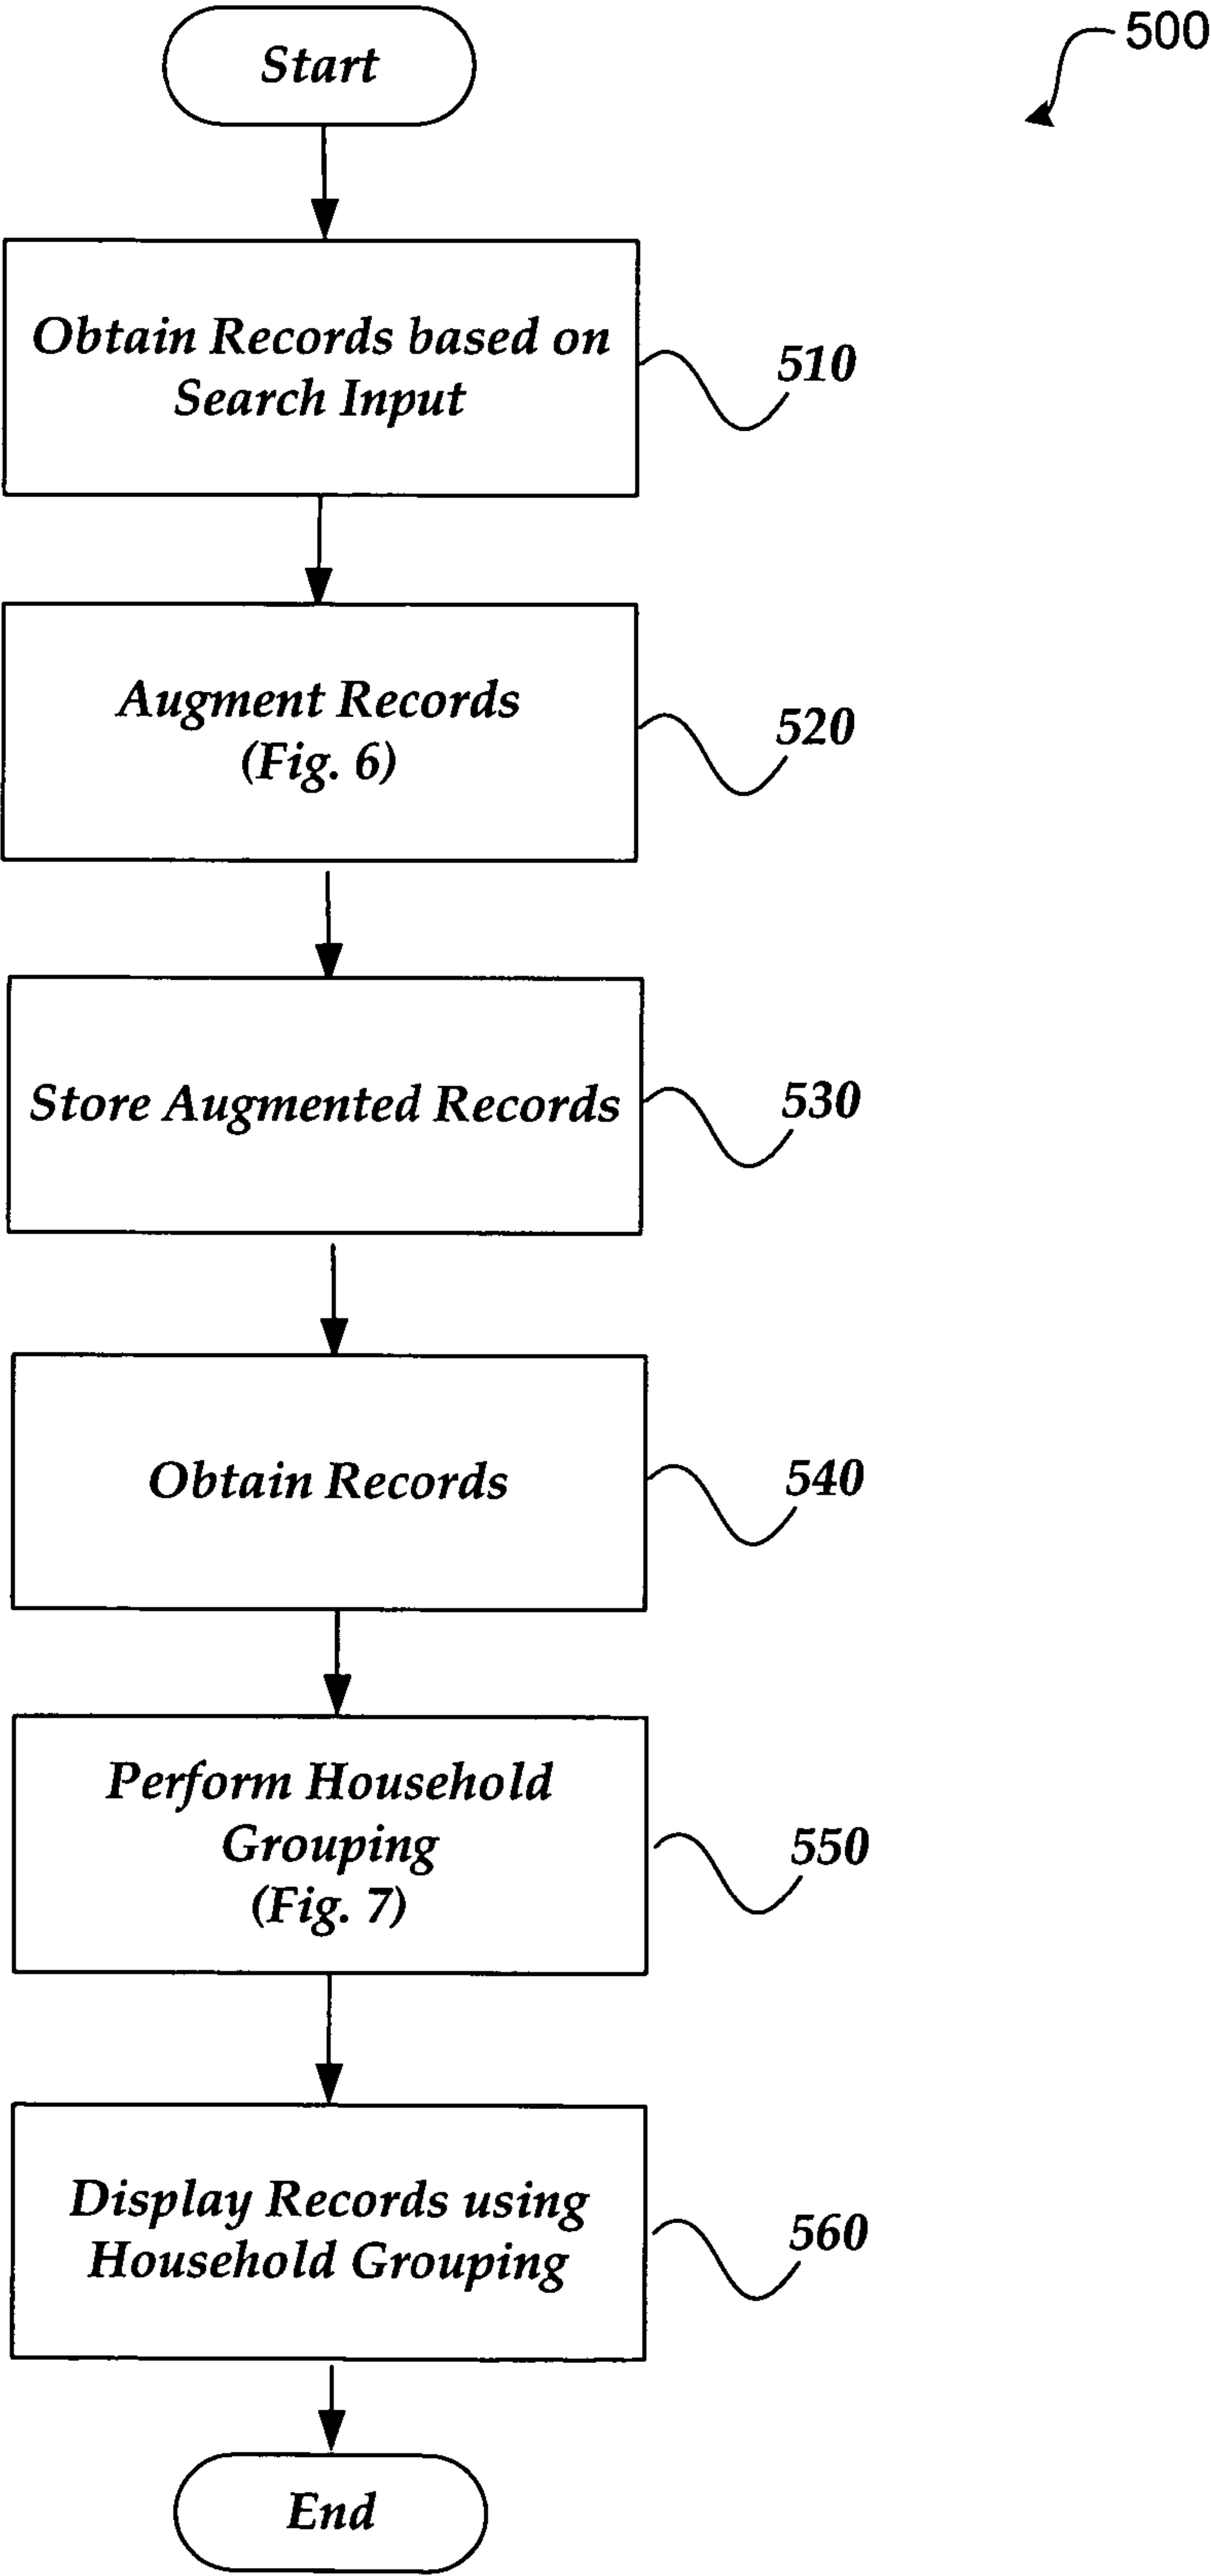 Start
500
Obtain Records based on
Search Input
510
Augment Records
(Fig. 6)
520
Store Augmented Records
530
Obtain Records
540
Perform Household
Grouping
(Fig. 7)
550
Display Records using
Household Grouping
560
End